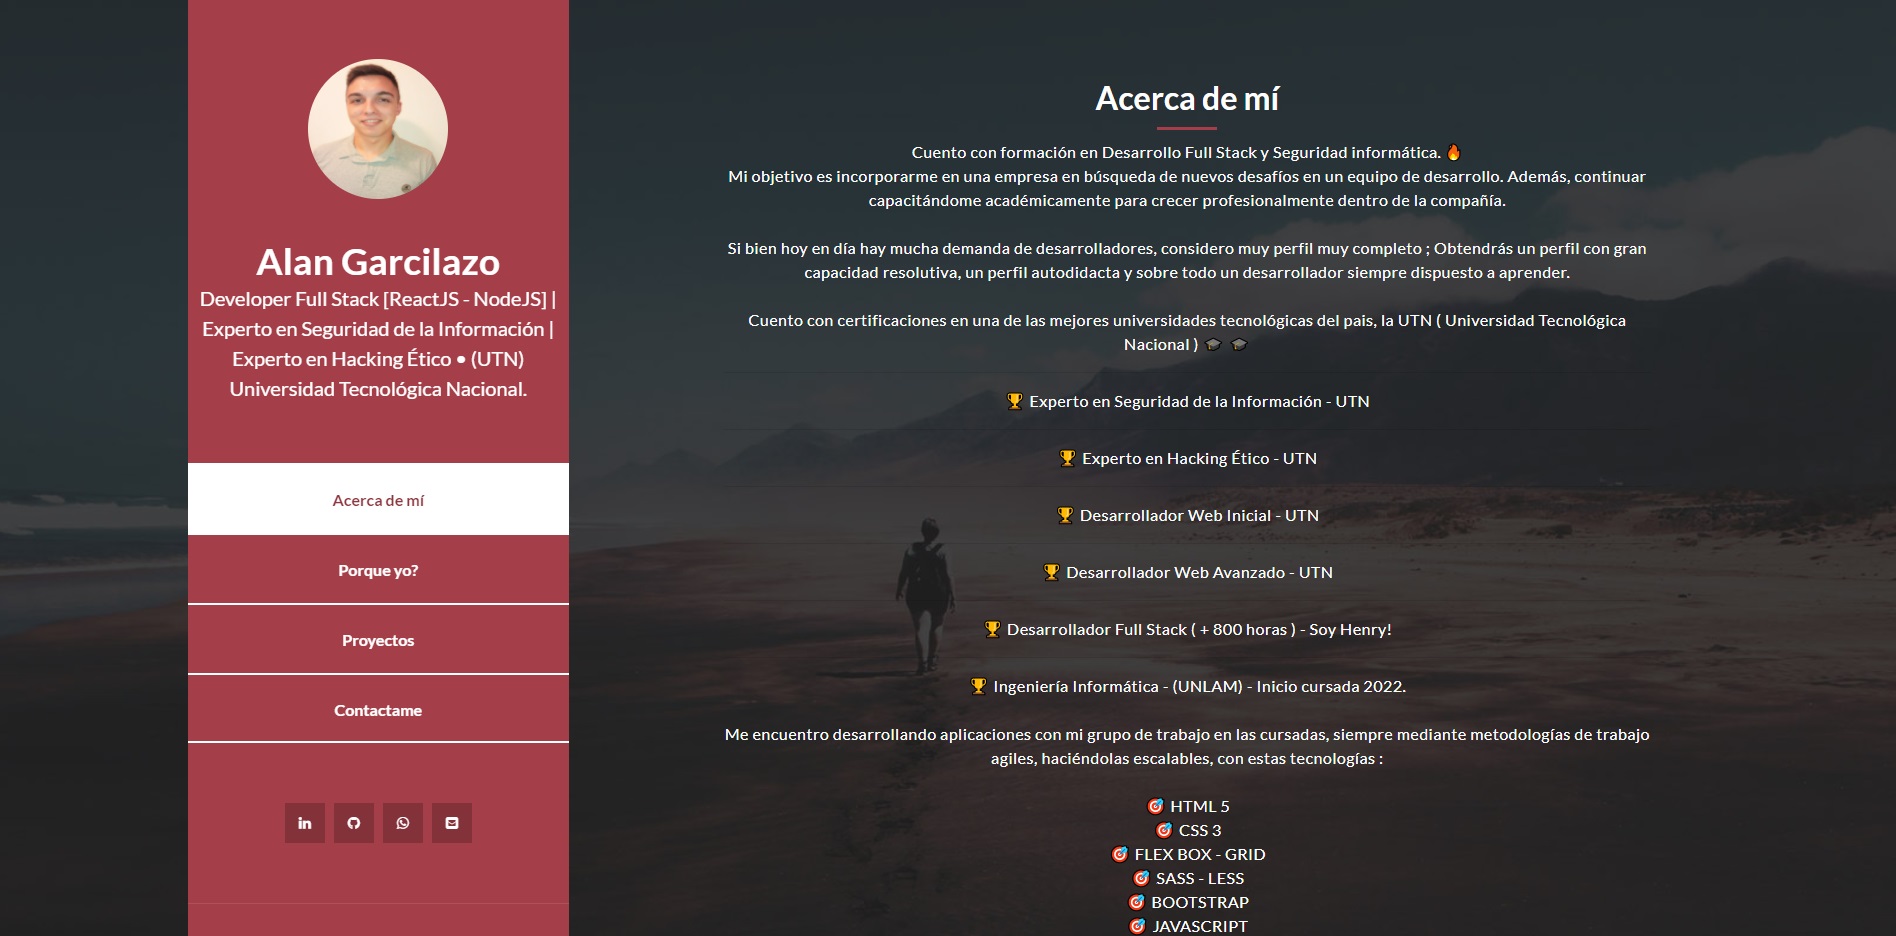 Alan Garcilazo
Developer Full Stack [ReactJS - NodeJS] |
Experto en Seguridad de la Información |
Experto en Hacking Ético • (UTN)
Universidad Tecnológica Nacional.
Acerca de mí
Porque yo?
Proyectos
Contactame
Acerca de mí
Cuento con formación en Desarrollo Full Stack y Seguridad informática. 🔥
Mi objetivo es incorporarme en una empresa en búsqueda de nuevos desafíos en un equipo de desarrollo. Además, continuar
capacitándome académicamente para crecer profesionalmente dentro de la compañía.
Si bien hoy en día hay mucha demanda de desarrolladores, considero muy perfil muy completo ; Obtendrás un perfil con gran
capacidad resolutiva, un perfil autodidacta y sobre todo un desarrollador siempre dispuesto a aprender.
Cuento con certificaciones en una de las mejores universidades tecnológicas del pais, la UTN ( Universidad Tecnológica
Nacional ) 🎓 🎓
🏆 Experto en Seguridad de la Información - UTN
🏆 Experto en Hacking Ético - UTN
🏆 Desarrollador Web Inicial - UTN
🏆 Desarrollador Web Avanzado - UTN
🏆 Desarrollador Full Stack ( + 800 horas ) - Soy Henry!
🏆 Ingeniería Informática - (UNLAM) - Inicio cursada 2022.
Me encuentro desarrollando aplicaciones con mi grupo de trabajo en las cursadas, siempre mediante metodologías de trabajo
agiles, haciéndolas escalables, con estas tecnologías :
🎯 HTML 5
🎯 CSS 3
🎯 FLEX BOX - GRID
🎯 SASS - LESS
🎯 BOOTSTRAP
🎯 JAVASCRIPT